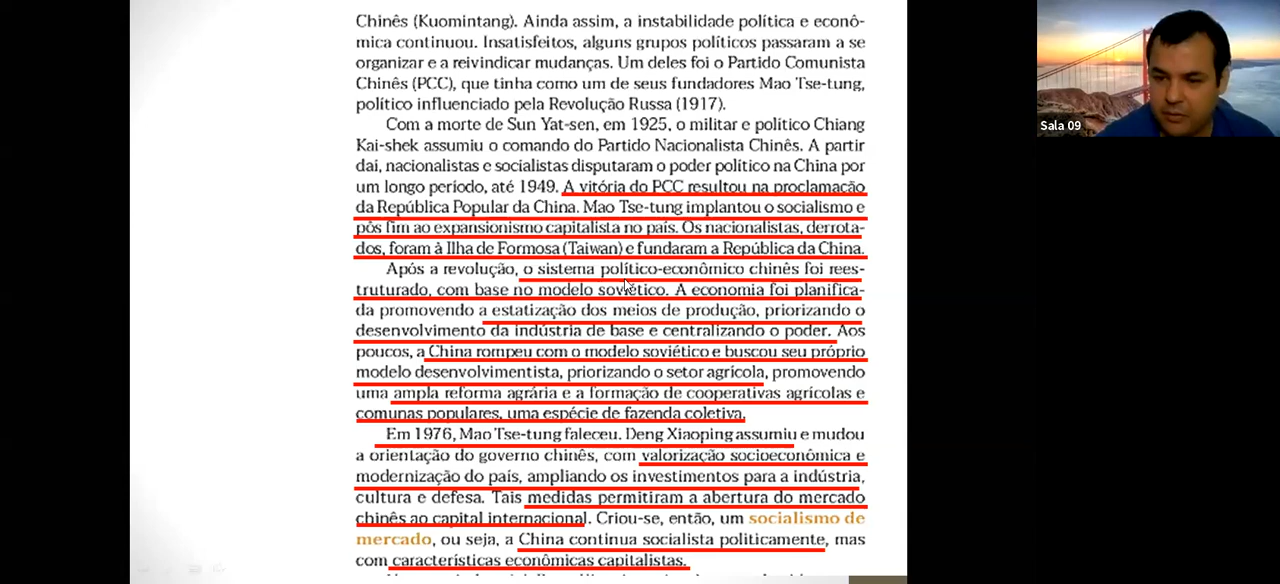 Chinês (Kuomintang). Ainda assim, a instabilidade política e econô-
mica continuou. Insatisfeitos, alguns grupos políticos passaram a se
organizar e a reivindicar mudanças. Um deles foi o Partido Comunista
Chinês (PCC), que tinha como um de seus fundadores Mao Tse-tung,
político influenciado pela Revolução Russa (1917).
Com a morte de Sun Yat-sen, em 1925, o militar e político Chiang
Kai-shek assumiu o comando do Partido Nacionalista Chinês. A partir
daí, nacionalistas e socialistas disputaram o poder político na China por
um longo período, até 1949. A vitória do PCC resultou na proclamação
da República Popular da China. Mao Tse-tung implantou o socialismo e
pôs fim ao expansionismo capitalista no país. Os nacionalistas, derrota-
dos, foram à Ilha de Formosa (Taiwan) e fundaram a República da China.
Após a revolução, o sistema político-econômico chinês foi rees-
truturado, com base no modelo soviético. A economia foi planifica-
da promovendo a estatização dos meios de produção, priorizando o
desenvolvimento da indústria de base e centralizando o poder. Aos
poucos, a China rompeu com o modelo soviético e buscou seu próprio
modelo desenvolvimentista, priorizando o setor agrícola, promovendo
uma ampla reforma agrária e a formação de cooperativas agrícolas e
comunas populares, uma espécie de fazenda coletiva.
Em 1976, Mao Tse-tung faleceu. Deng Xiaoping assumiu e mudou
a orientação do governo chinês, com valorização socioeconômica e
modernização do país, ampliando os investimentos para a indústria,
cultura e defesa. Tais medidas permitiram a abertura do mercado
chinês ao capital internacional. Criou-se, então, um socialismo de
mercado, ou seja, a China continua socialista politicamente, mas
com características econômicas capitalistas.
Sala 09